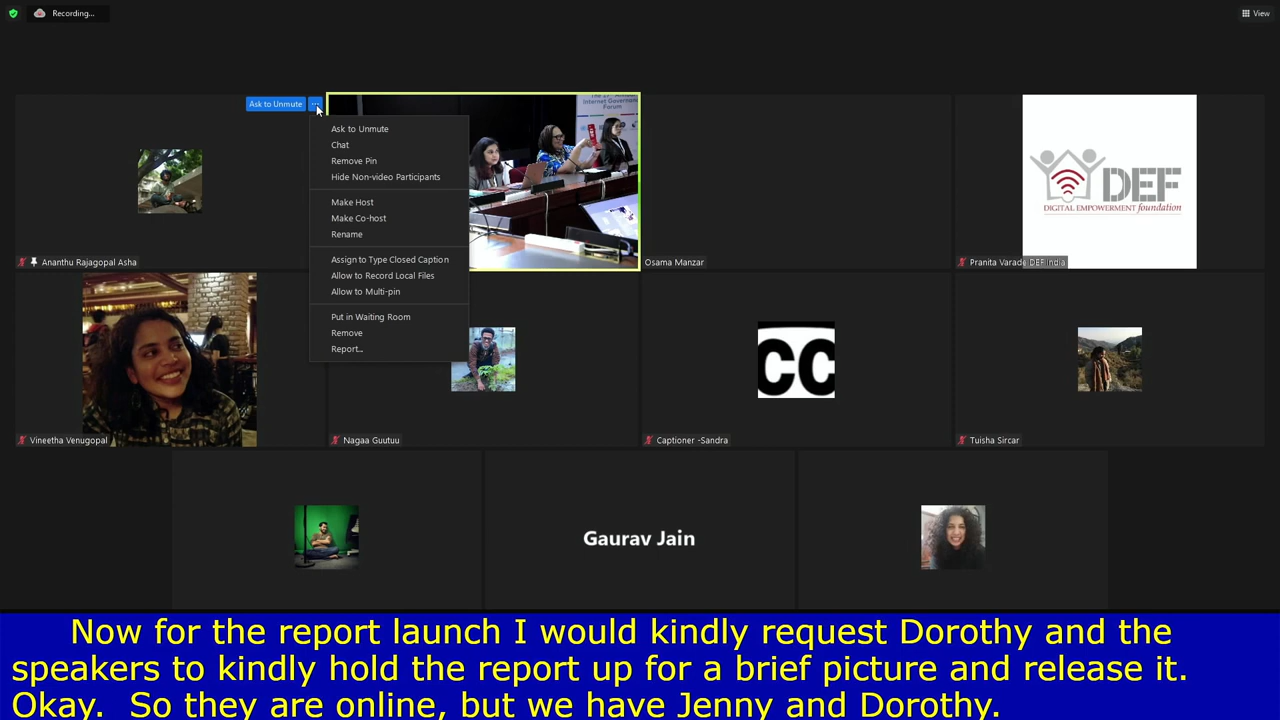 Recording...
View
Ask to Unmute
...
Ask to Unmute
Chat
Remove Pin
Hide Non-video Participants
Make Host
Make Co-host
Rename
Assign to Type Closed Caption
Allow to Record Local Files
Allow to Multi-pin
Put in Waiting Room
Remove
Report...
Internet Governance
Forum
DEF
DIGITAL EMPOWERMENT foundation
Ananthu Rajagopal Asha
Osama Manzar
Pranita Varade-DEF India
CC
Vineetha Venugopal
Nagaa Guutuu
Captioner -Sandra
Tuisha Sircar
Gaurav Jain
Now for the report launch I would kindly request Dorothy and the
speakers to kindly hold the report up for a brief picture and release it.
Okay. So they are online, but we have Jenny and Dorothy.